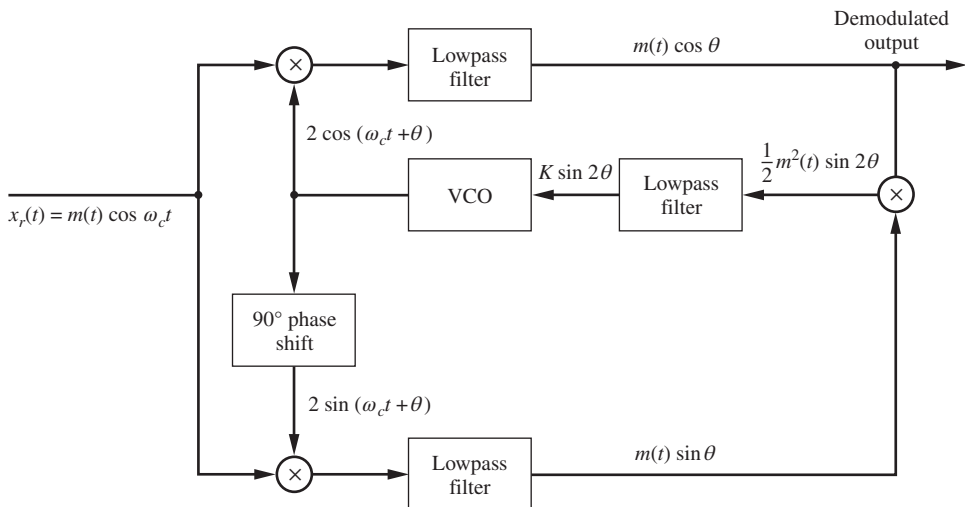 Demodulated
output
Lowpass
filter
m(t) cos θ
×
2 cos (ω_c t + θ)
1/2 m²(t) sin 2θ
K sin 2θ
VCO
Lowpass
filter
×
x_r(t) = m(t) cos ω_c t
90° phase
shift
2 sin (ω_c t + θ)
×
Lowpass
filter
m(t) sin θ